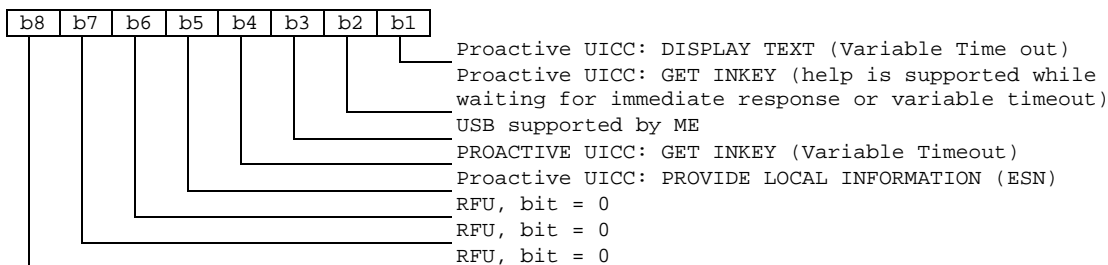 b8 b7 b6 b5 b4 b3 b2 b1
Proactive UICC: DISPLAY TEXT (Variable Time out)
Proactive UICC: GET INKEY (help is supported while
waiting for immediate response or variable timeout)
USB supported by ME
PROACTIVE UICC: GET INKEY (Variable Timeout)
Proactive UICC: PROVIDE LOCAL INFORMATION (ESN)
RFU, bit = 0
RFU, bit = 0
RFU, bit = 0